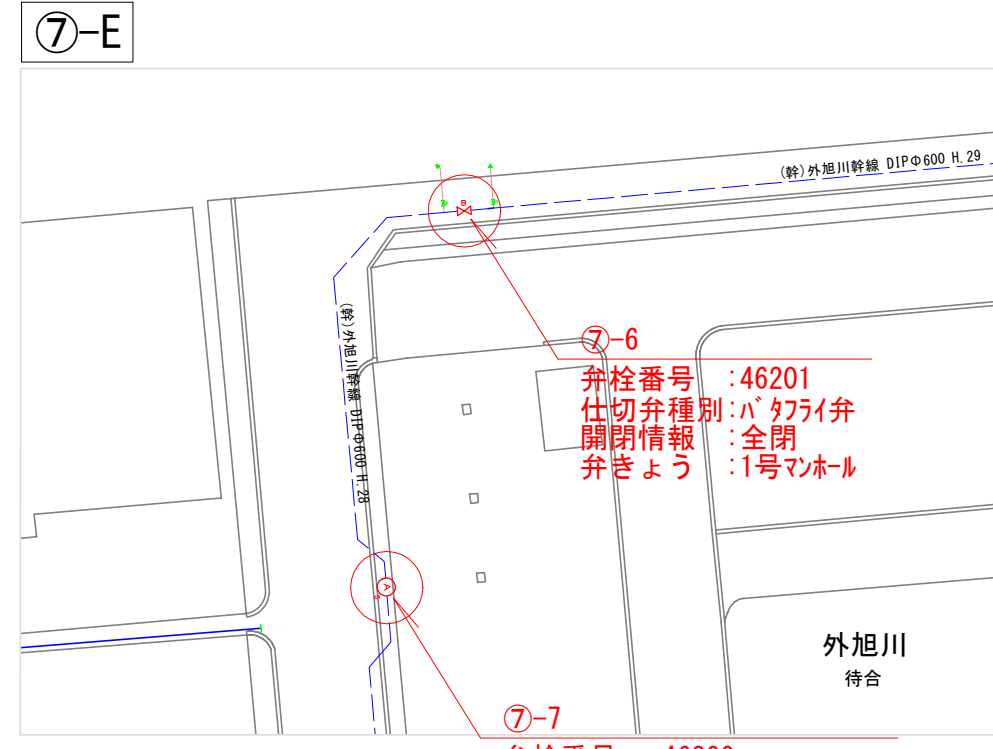 ⑦-E
(幹)外旭川幹線 DIPΦ600 H.29
(幹)外旭川幹線 DIPΦ600 H.28
⑦-6
弁栓番号 :46201
仕切弁種別:バタフライ弁
開閉情報 :全閉
弁きょう :1号マンホール
A
外旭川
待合
⑦-7